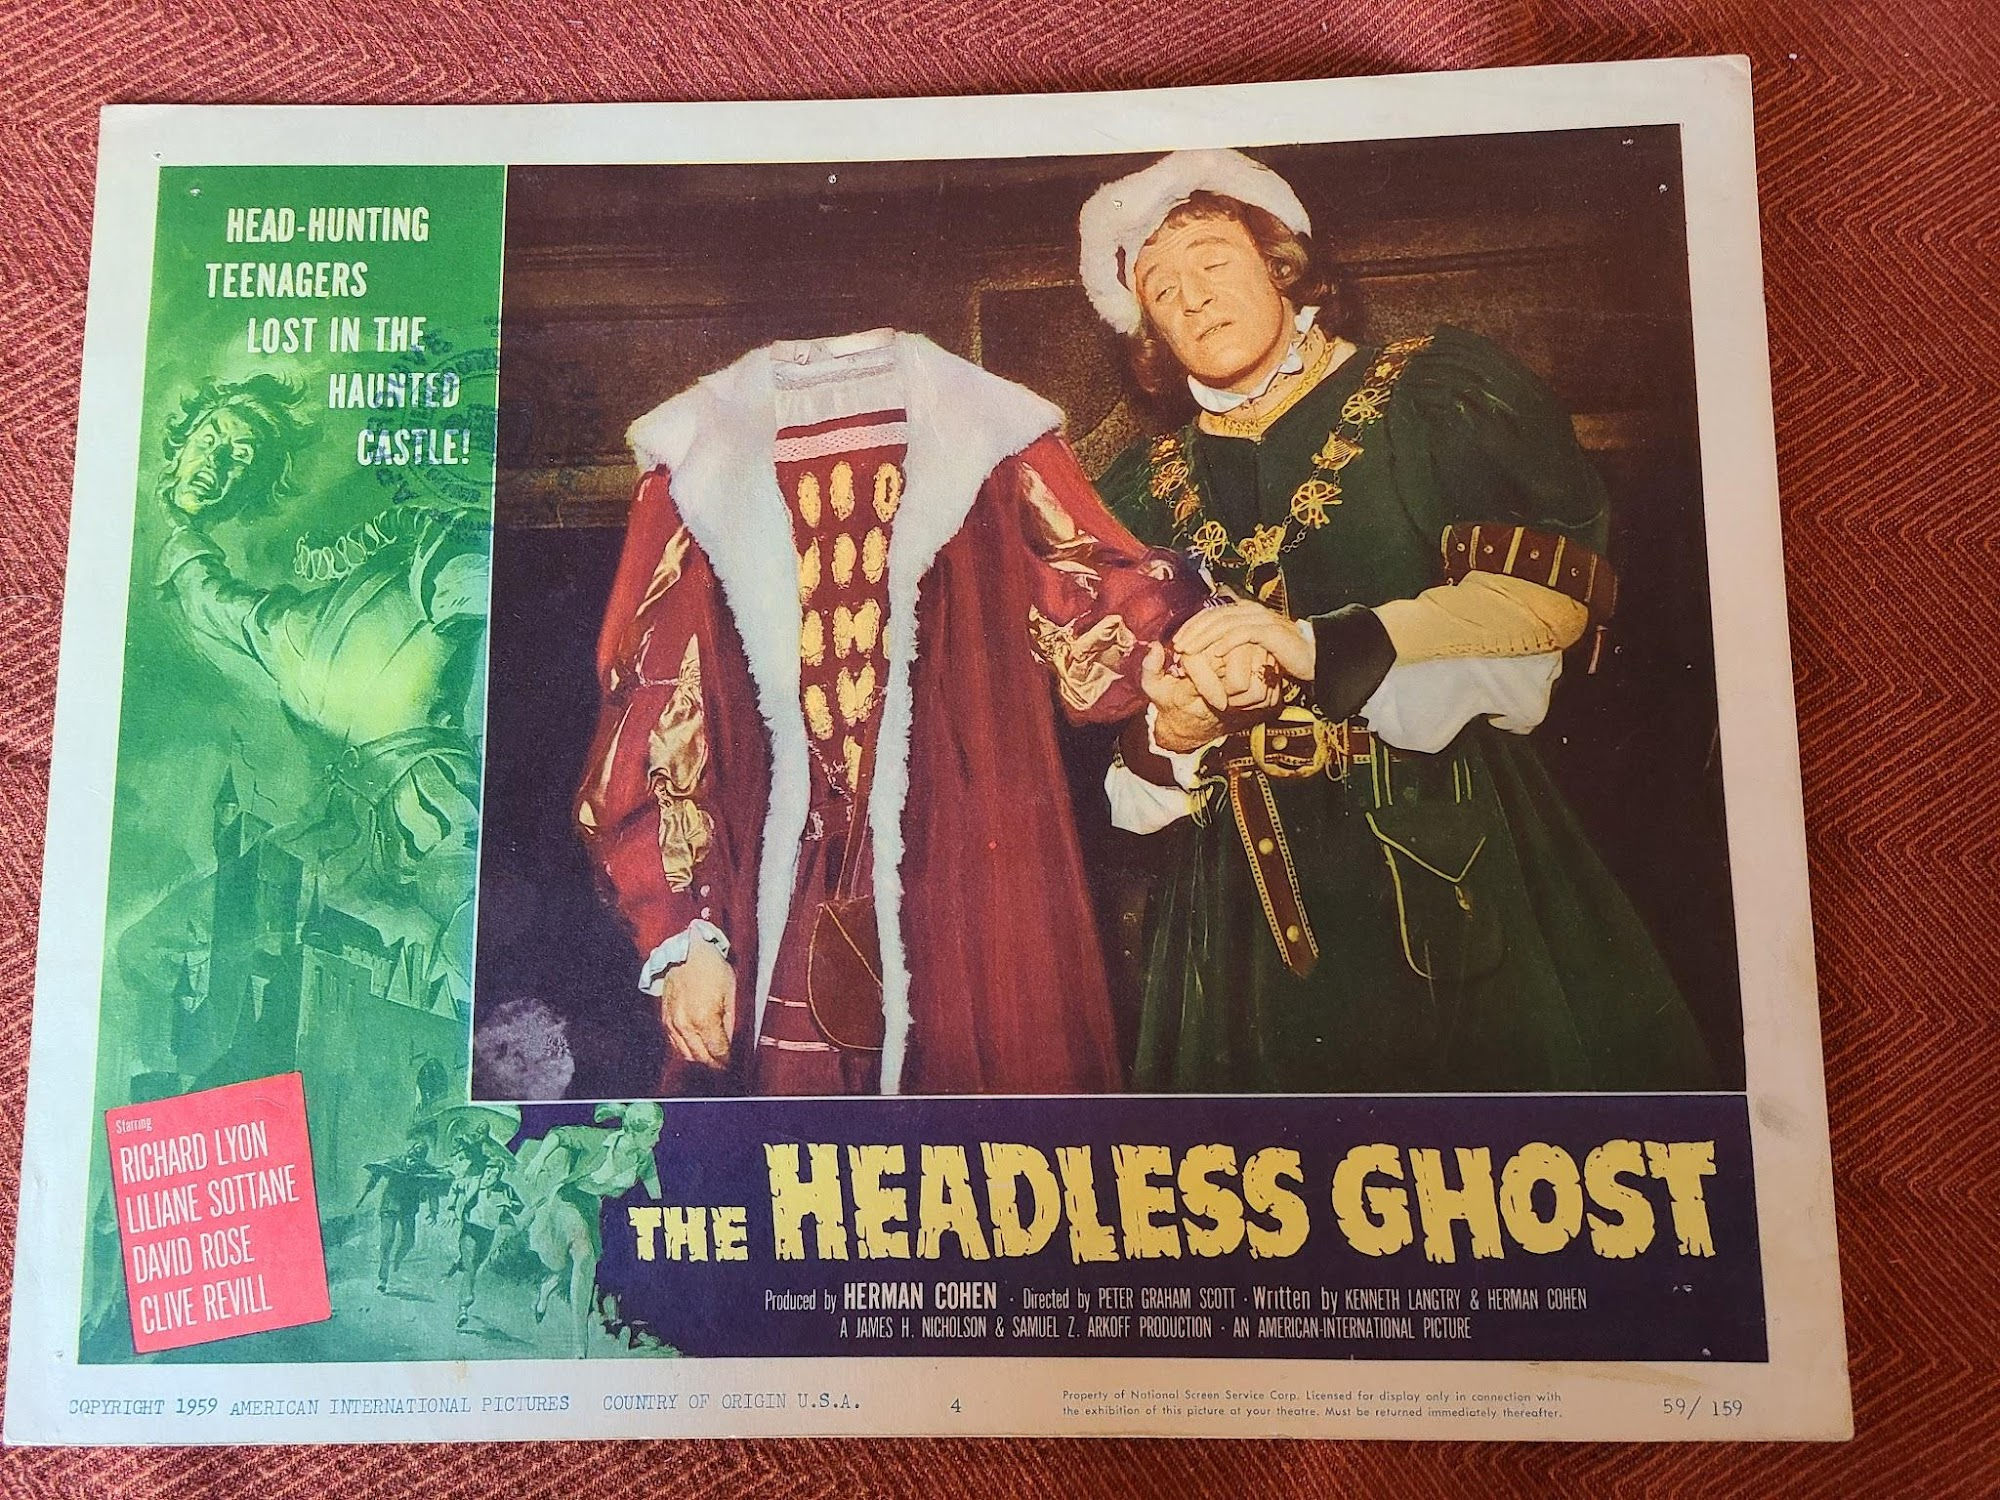 HEAD-HUNTING
TEENAGERS
LOST IN THE
HAUNTED
CASTLE!
Starring
RICHARD LYON
LILIANE SOTTANE
DAVID ROSE
CLIVE REVILL
THE HEADLESS GHOST
Produced by HERMAN COHEN · Directed by PETER GRAHAM SCOTT · Written by KENNETH LANGTRY & HERMAN COHEN
A JAMES H. NICHOLSON & SAMUEL Z. ARKOFF PRODUCTION · AN AMERICAN-INTERNATIONAL PICTURE
COPYRIGHT 1959 AMERICAN INTERNATIONAL PICTURES COUNTRY OF ORIGIN U.S.A. 4
Property of National Screen Service Corp. Licensed for display only in connection with
the exhibition of this picture at your theatre. Must be returned immediately thereafter.
59/159